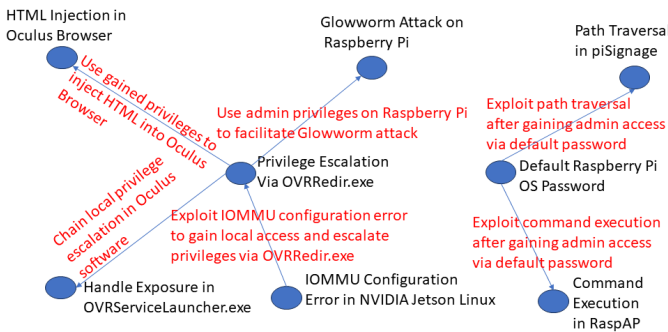 HTML Injection in
Oculus Browser
Glowworm Attack on
Raspberry Pi
Path Traversal
in piSignage
Use gained privileges to
inject HTML into Oculus
Browser
Use admin privileges on Raspberry Pi
to facilitate Glowworm attack
Exploit path traversal
after gaining admin access
via default password
Privilege Escalation
Via OVRRedir.exe
Default Raspberry Pi
OS Password
Chain local privilege
escalation in Oculus
software
Exploit IOMMU configuration error
to gain local access and escalate
privileges via OVRRedir.exe
Exploit command execution
after gaining admin access
via default password
Handle Exposure in
OVRServiceLauncher.exe
IOMMU Configuration
Error in NVIDIA Jetson Linux
Command
Execution
in RaspAP